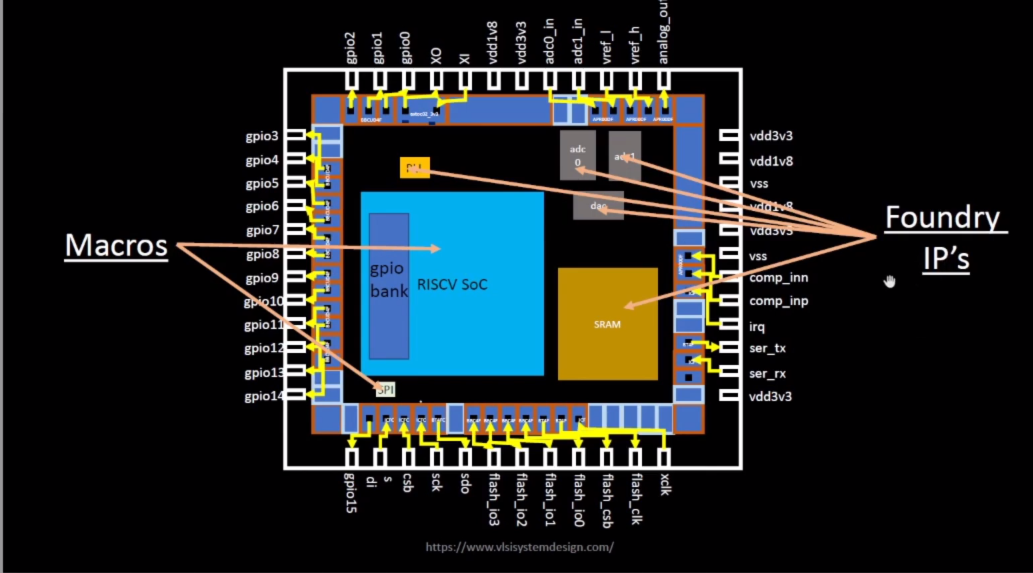 gpio2
gpio1
gpio0
XO
XI
vdd1v8
vdd3v3
adc0_in
adc1_in
vref_l
vref_h
analog_out
gpio3
gpio4
gpio5
gpio6
gpio7
gpio8
gpio9
gpio10
gpio11
gpio12
gpio13
gpio14
Macros
adc
0
gpio
bank
RISCV SoC
SRAM
SPI
vdd3v3
vdd1v8
vss
vdd1v8
vdd3v3
vss
comp_inn
comp_inp
irq
ser_tx
ser_rx
vdd3v3
Foundry
IP's
gpio15
di
s
csb
sck
sdo
flash_io3
flash_io2
flash_io1
flash_io0
flash_csb
flash_clk
xclk
https://www.vlsisystemdesign.com/